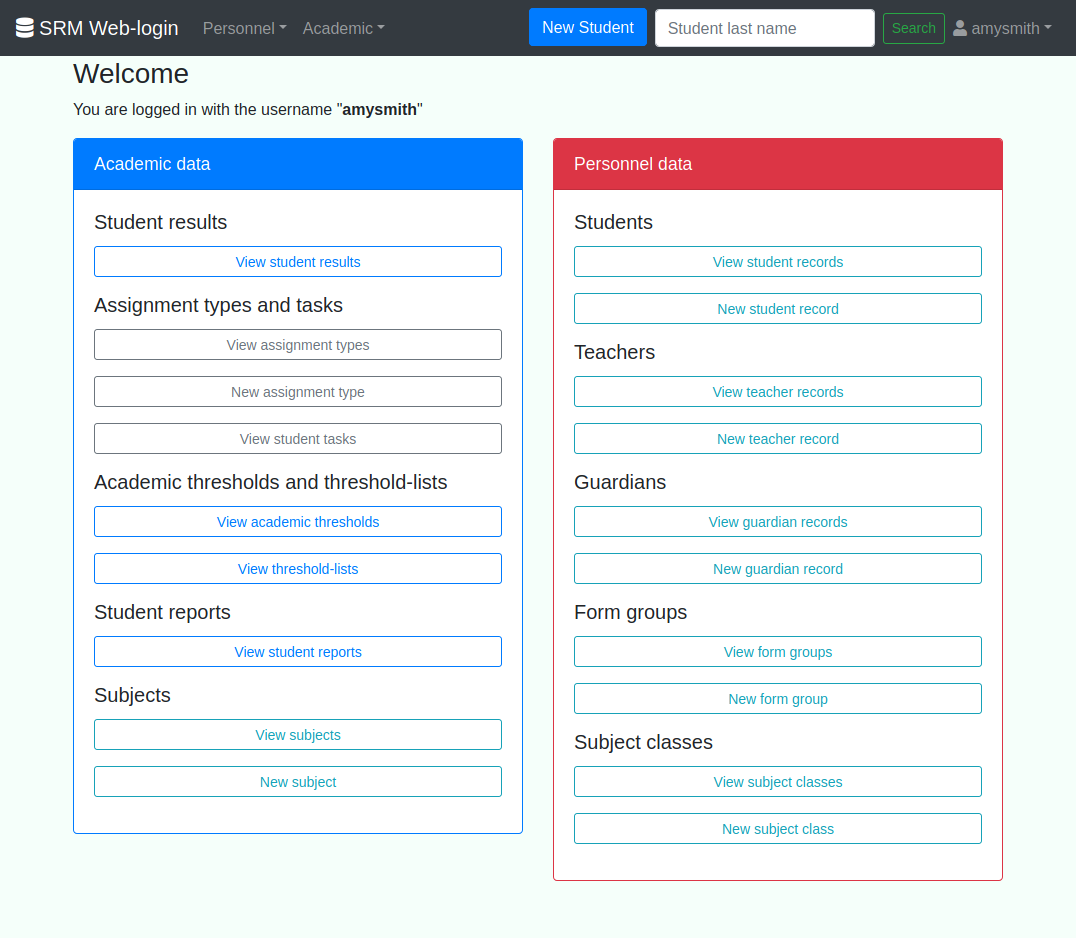 SRM Web-login Personnel Academic New Student Student last name Search amysmith
Welcome
You are logged in with the username "amysmith"
Academic data
Student results
View student results
Assignment types and tasks
View assignment types
New assignment type
View student tasks
Academic thresholds and threshold-lists
View academic thresholds
View threshold-lists
Student reports
View student reports
Subjects
View subjects
New subject
Personnel data
Students
View student records
New student record
Teachers
View teacher records
New teacher record
Guardians
View guardian records
New guardian record
Form groups
View form groups
New form group
Subject classes
View subject classes
New subject class